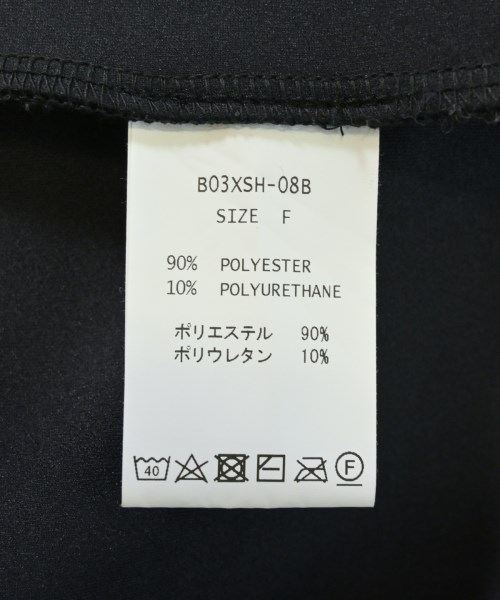 B03XSH-08B
SIZE F
90% POLYESTER
10% POLYURETHANE
ポリエステル 90%
ポリウレタン 10%
40 F